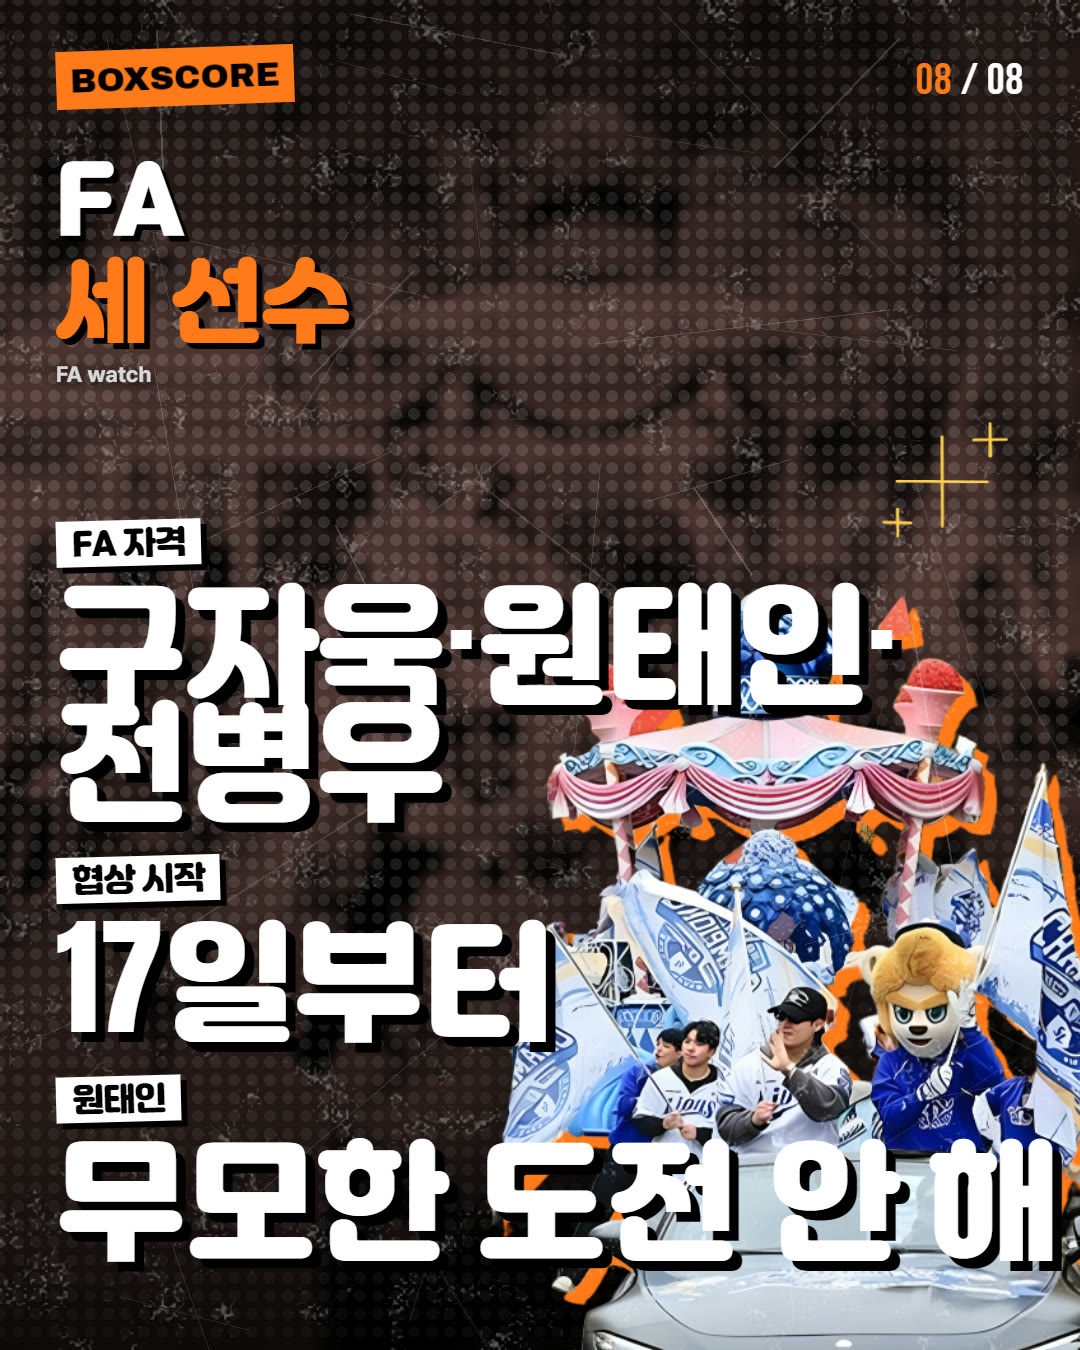 BOXSCORE
08 / 08
FA
세 선수
FA watch
FA 자격
구자욱·원태인·
전병우
협상 시작
17일부터
원태인
무모한 도전 안 해
LIONS